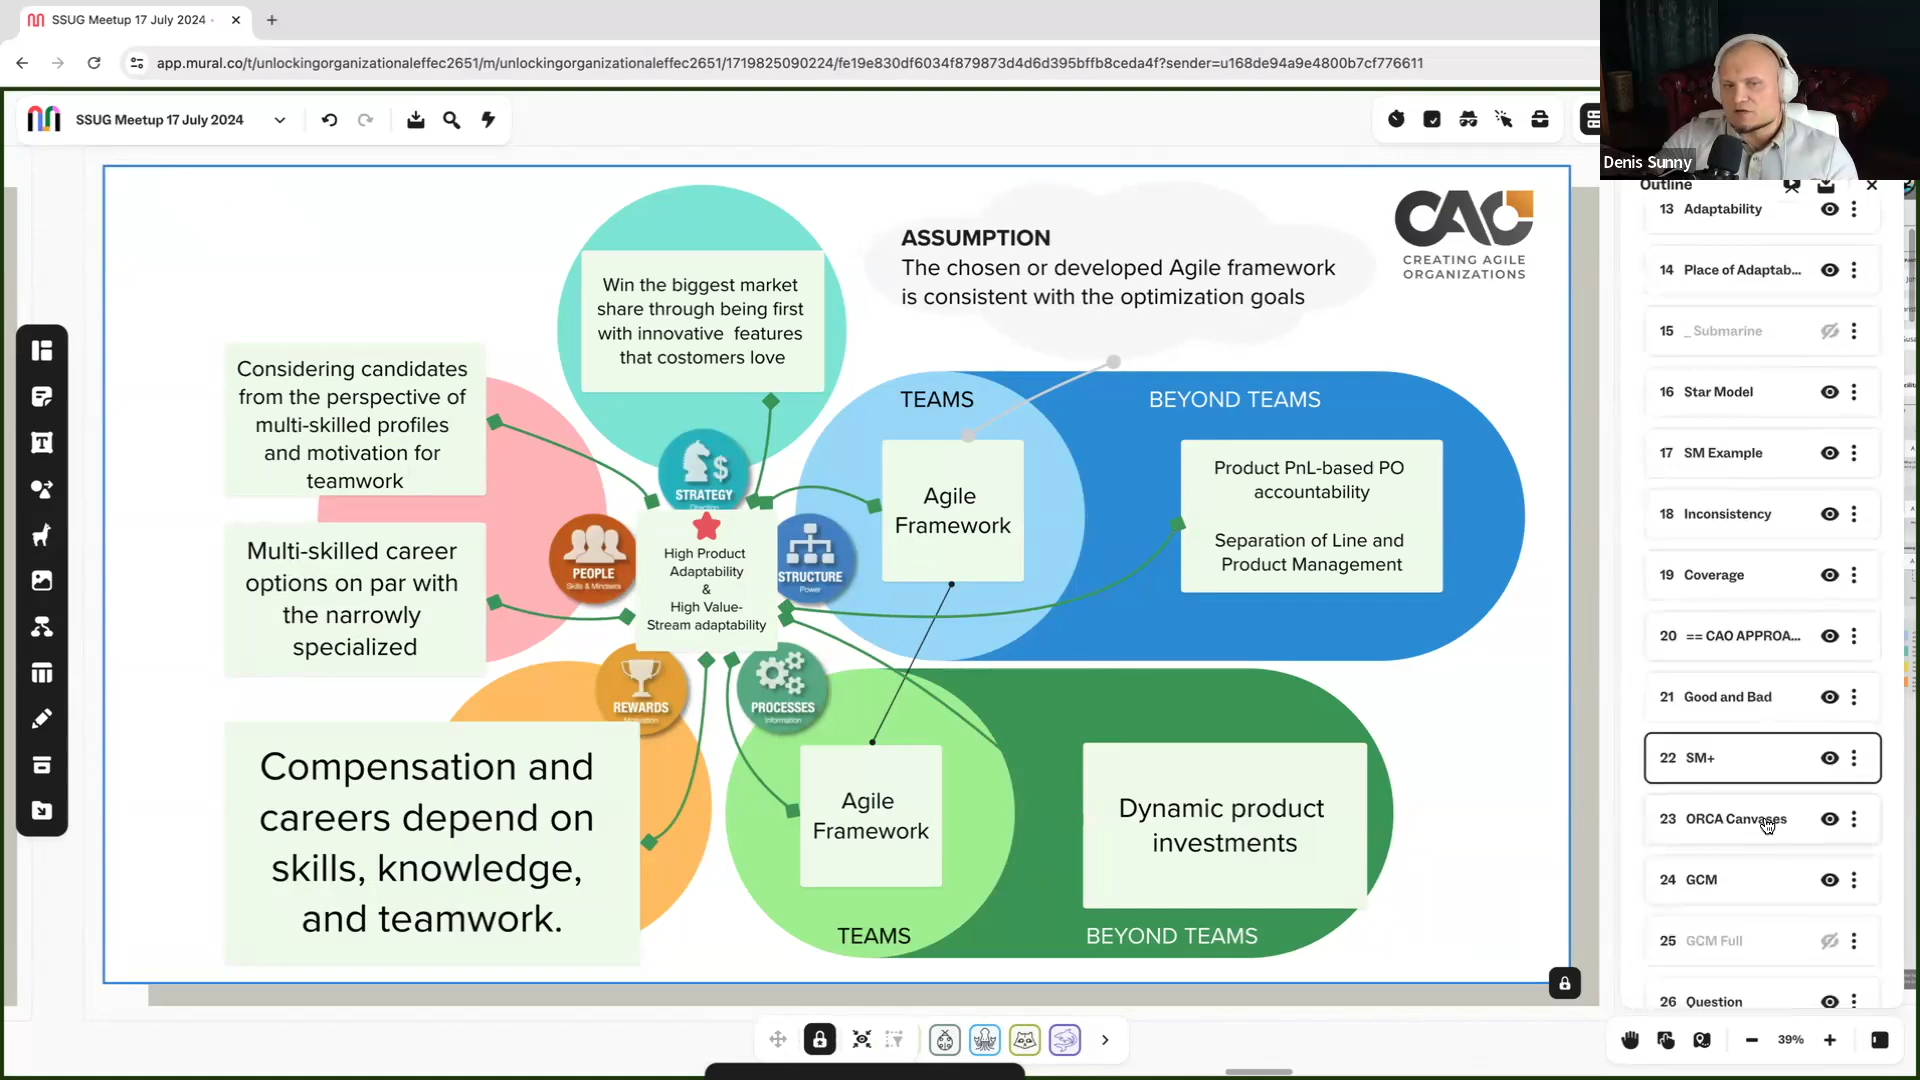 SSUG Meetup 17 July 2024
app.mural.co/t/unlockingorganizationaleffec2651/m/unlockingorganizationaleffec2651/1719825090224/fe19e830df6034f879873d4d6d395bffb8ceda4f?sender=u168de94a9e4800b7cf776611
SSUG Meetup 17 July 2024
Denis Sunny
ASSUMPTION
The chosen or developed Agile framework
is consistent with the optimization goals
CAO
CREATING AGILE
ORGANIZATIONS
Win the biggest market
share through being first
with innovative features
that costomers love
Considering candidates
from the perspective of
multi-skilled profiles
and motivation for
teamwork
Multi-skilled career
options on par with
the narrowly
specialized
Compensation and
careers depend on
skills, knowledge,
and teamwork.
STRATEGY
Direction
PEOPLE
Skills & Mindsets
STRUCTURE
Power
REWARDS
Motivation
PROCESSES
Information
High Product
Adaptability
&
High Value-
Stream adaptability
TEAMS
BEYOND TEAMS
Agile
Framework
Product PnL-based PO
accountability
Separation of Line and
Product Management
Agile
Framework
Dynamic product
investments
TEAMS
BEYOND TEAMS
Outline
13 Adaptability
14 Place of Adaptab...
15 _ Submarine
16 Star Model
17 SM Example
18 Inconsistency
19 Coverage
20 == CAO APPROA...
21 Good and Bad
22 SM+
23 ORCA Canvases
24 GCM
25 GCM Full
26 Question
39%